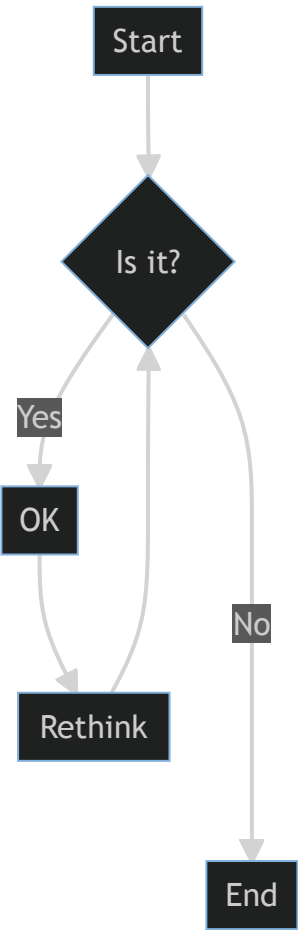 Start
Is it?
Yes
OK
No
Rethink
End